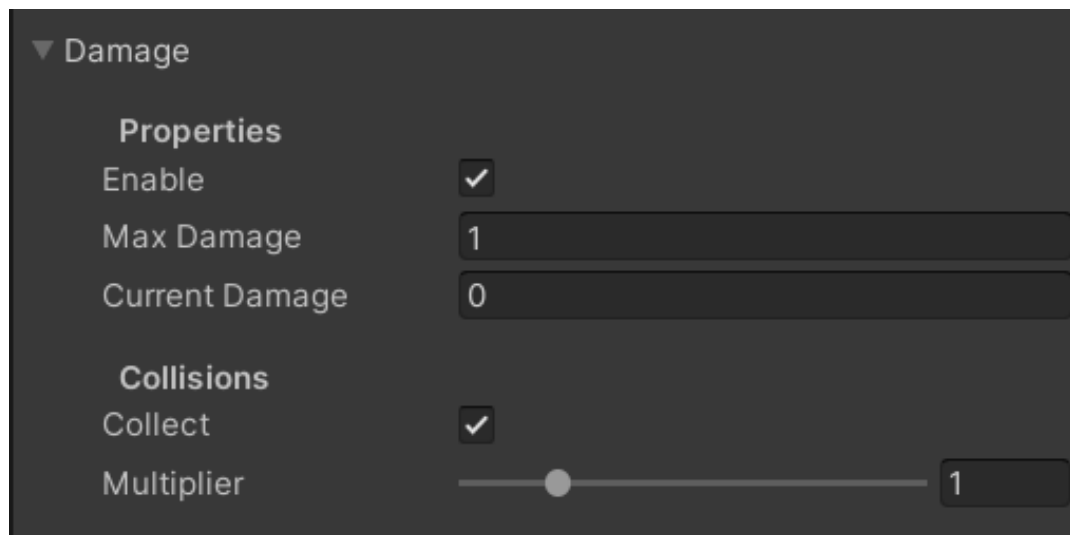 Damage
Properties
Enable
Max Damage 1
Current Damage 0
Collisions
Collect
Multiplier 1